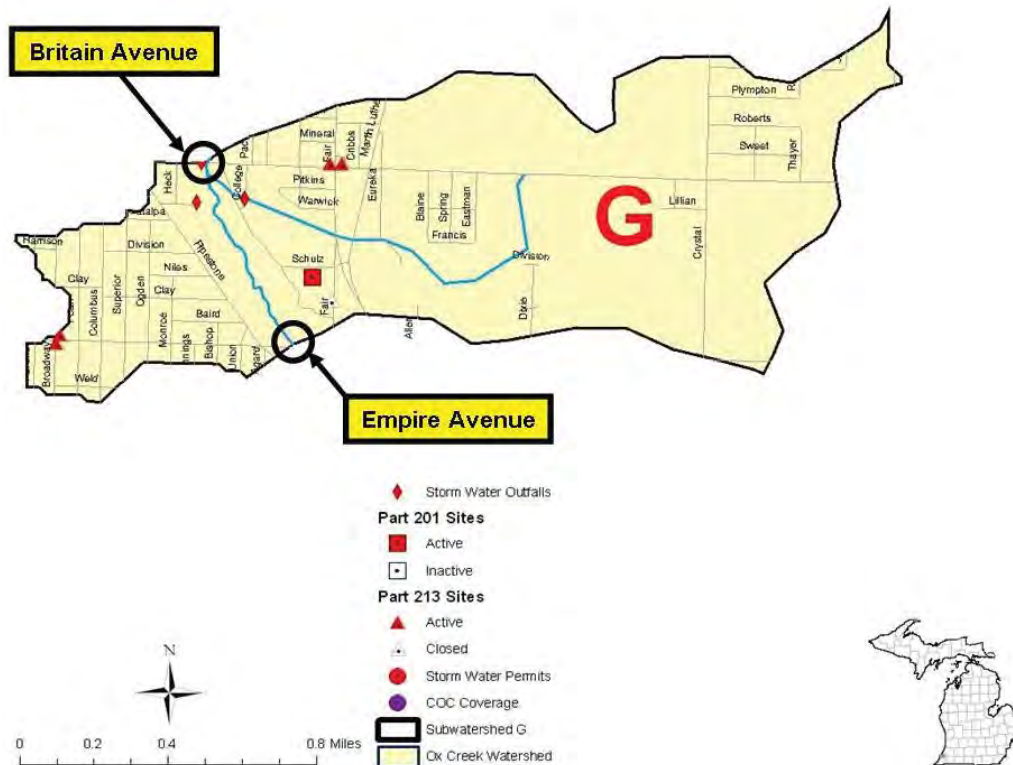 Britain Avenue
Plympton
Roberts
Sweet
Thayer
Mineral
Fair
Cribbs
Pitkins
Warwick
College
Eureka
Heck
Blaine
Spring
Eastman
Francis
Lillian
Crystal
G
Harrison
Division
Pipestone
Niles
Clay
Clay
Schulz
Division
Columbus
Superior
Ogden
Monroe
Baird
Bishop
Union
Fair
Allen
Dixie
Broadway
Weld
Empire Avenue
Storm Water Outfalls
Part 201 Sites
Active
Inactive
Part 213 Sites
Active
Closed
Storm Water Permits
COC Coverage
Subwatershed G
Ox Creek Watershed
N
0 0.2 0.4 0.8 Miles